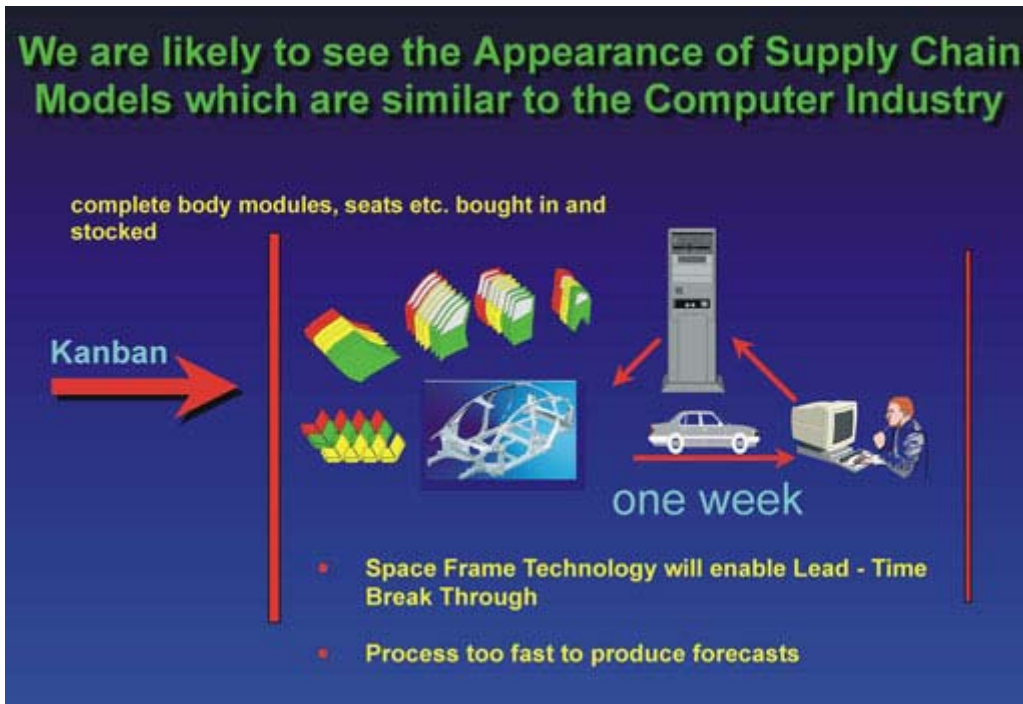 We are likely to see the Appearance of Supply Chain
Models which are similar to the Computer Industry
complete body modules, seats etc. bought in and
stocked
Kanban
one week
• Space Frame Technology will enable Lead - Time
Break Through
• Process too fast to produce forecasts